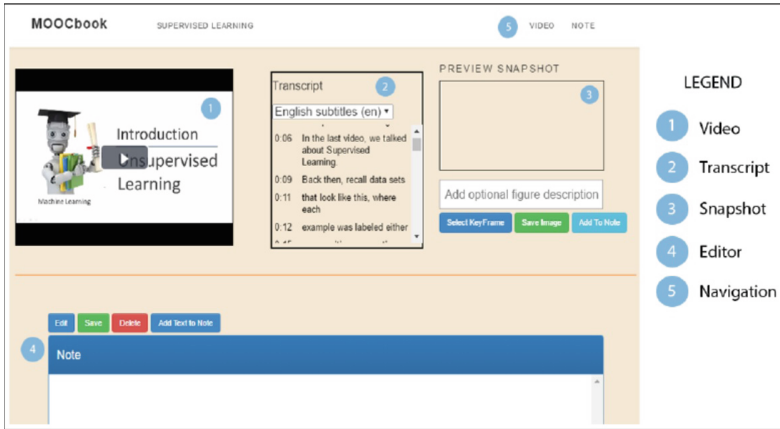 MOOCbook
SUPERVISED LEARNING
5
VIDEO
NOTE
1
Introduction
Unsupervised
Learning
Machine Learning
Transcript
2
English subtitles (en)
0:06 In the last video, we talked
about Supervised
Learning.
0:09 Back then, recall data sets
0:11 that look like this, where
each
0:12 example was labeled either
PREVIEW SNAPSHOT
3
Add optional figure description
Select KeyFrame
Save Image
Add To Note
LEGEND
1 Video
2 Transcript
3 Snapshot
4 Editor
5 Navigation
Edit
Save
Delete
Add Text to Note
4
Note